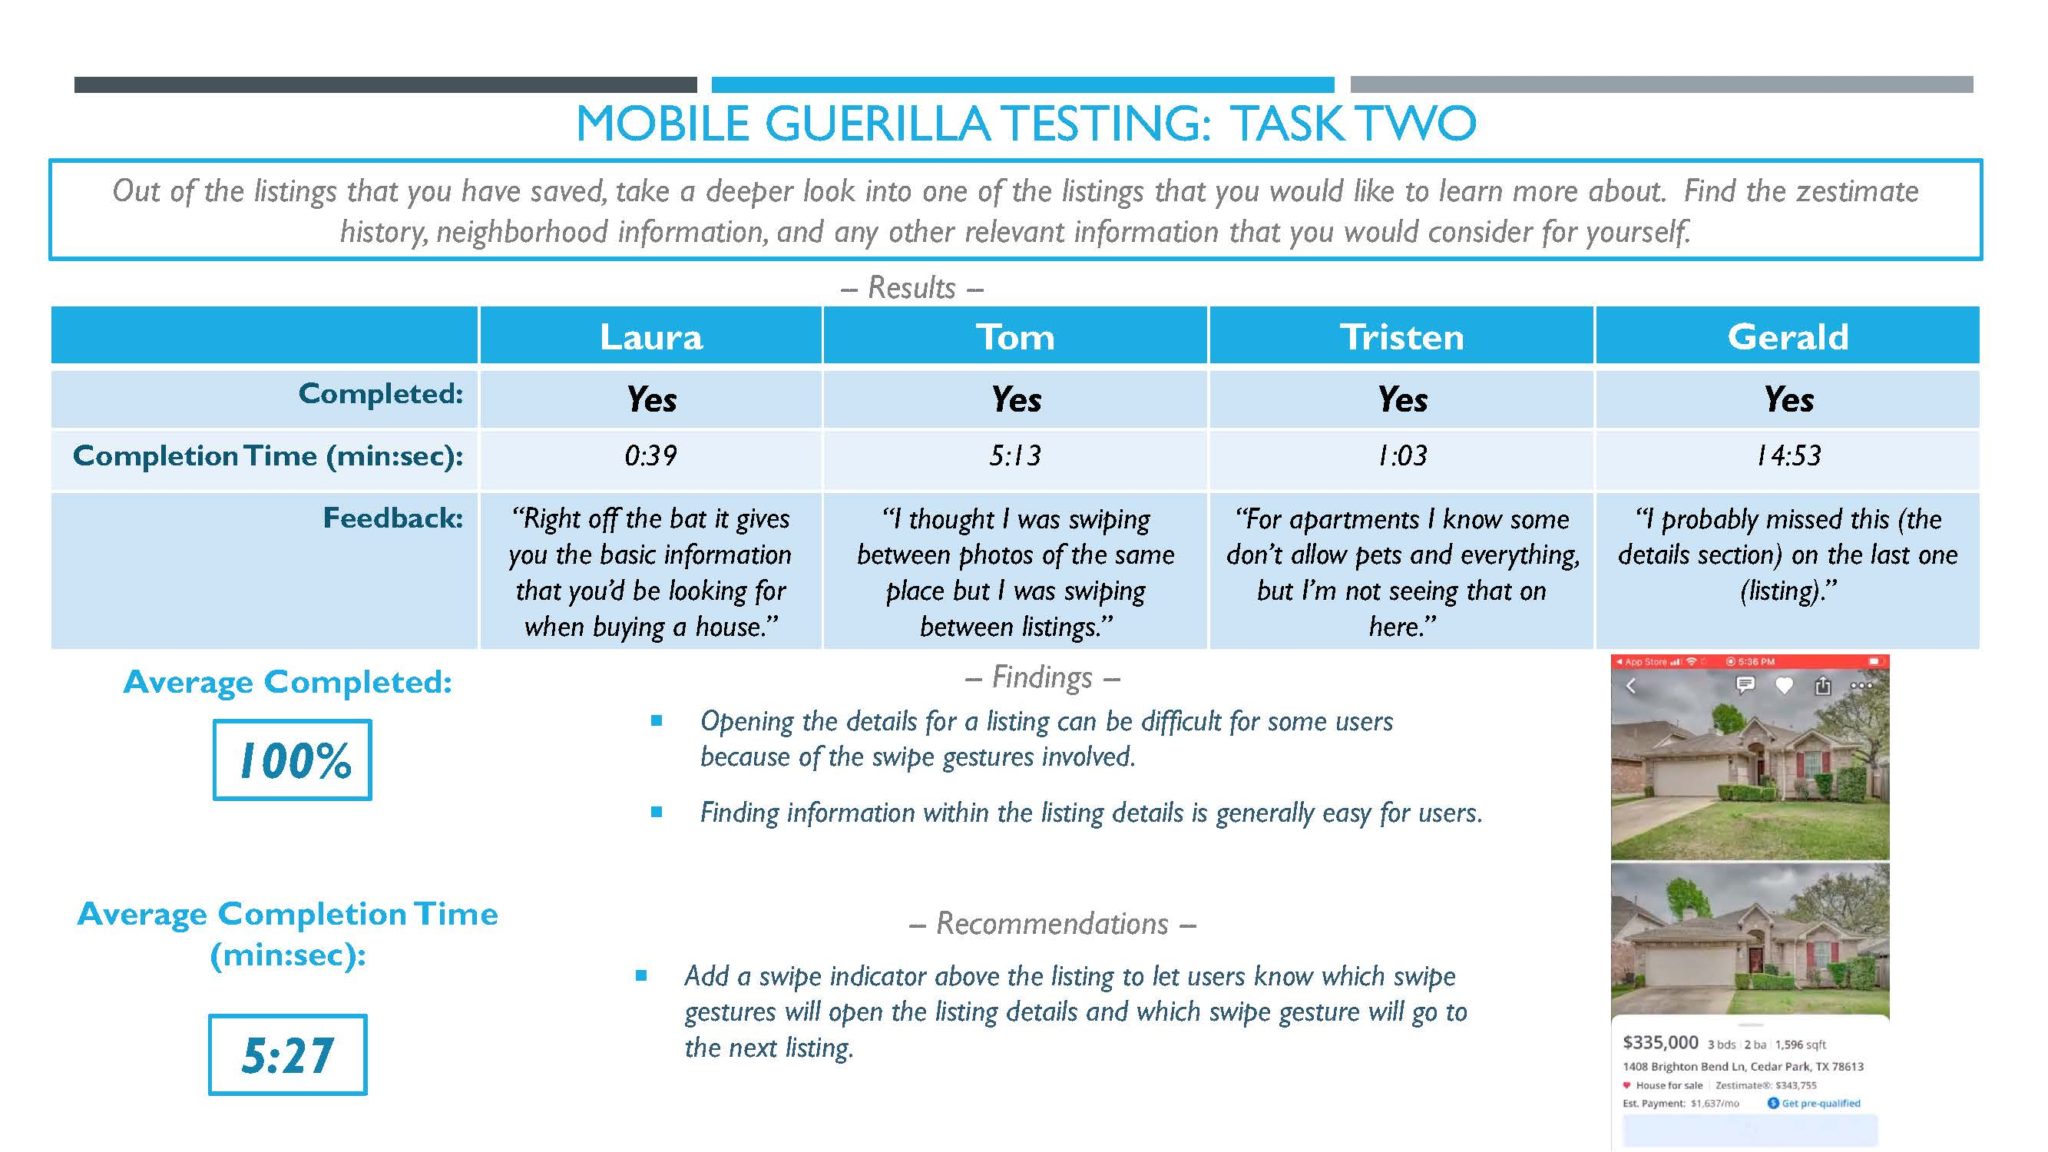 MOBILE GUERILLA TESTING: TASK TWO
Out of the listings that you have saved, take a deeper look into one of the listings that you would like to learn more about. Find the zestimate
history, neighborhood information, and any other relevant information that you would consider for yourself.
– Results –
Laura Tom Tristen Gerald
Completed: Yes Yes Yes Yes
Completion Time (min:sec): 0:39 5:13 1:03 14:53
Feedback:
“Right off the bat it gives
you the basic information
that you’d be looking for
when buying a house.”
“I thought I was swiping
between photos of the same
place but I was swiping
between listings.”
“For apartments I know some
don’t allow pets and everything,
but I’m not seeing that on
here.”
“I probably missed this (the
details section) on the last one
(listing).”
Average Completed:
100%
Average Completion Time
(min:sec):
5:27
– Findings –
Opening the details for a listing can be difficult for some users
because of the swipe gestures involved.
Finding information within the listing details is generally easy for users.
– Recommendations –
Add a swipe indicator above the listing to let users know which swipe
gestures will open the listing details and which swipe gesture will go to
the next listing.
App Store 5:36 PM
$335,000 3 bds 2 ba 1,596 sqft
1408 Brighton Bend Ln, Cedar Park, TX 78613
House for sale Zestimate®: $343,755
Est. Payment: $1,637/mo $ Get pre-qualified